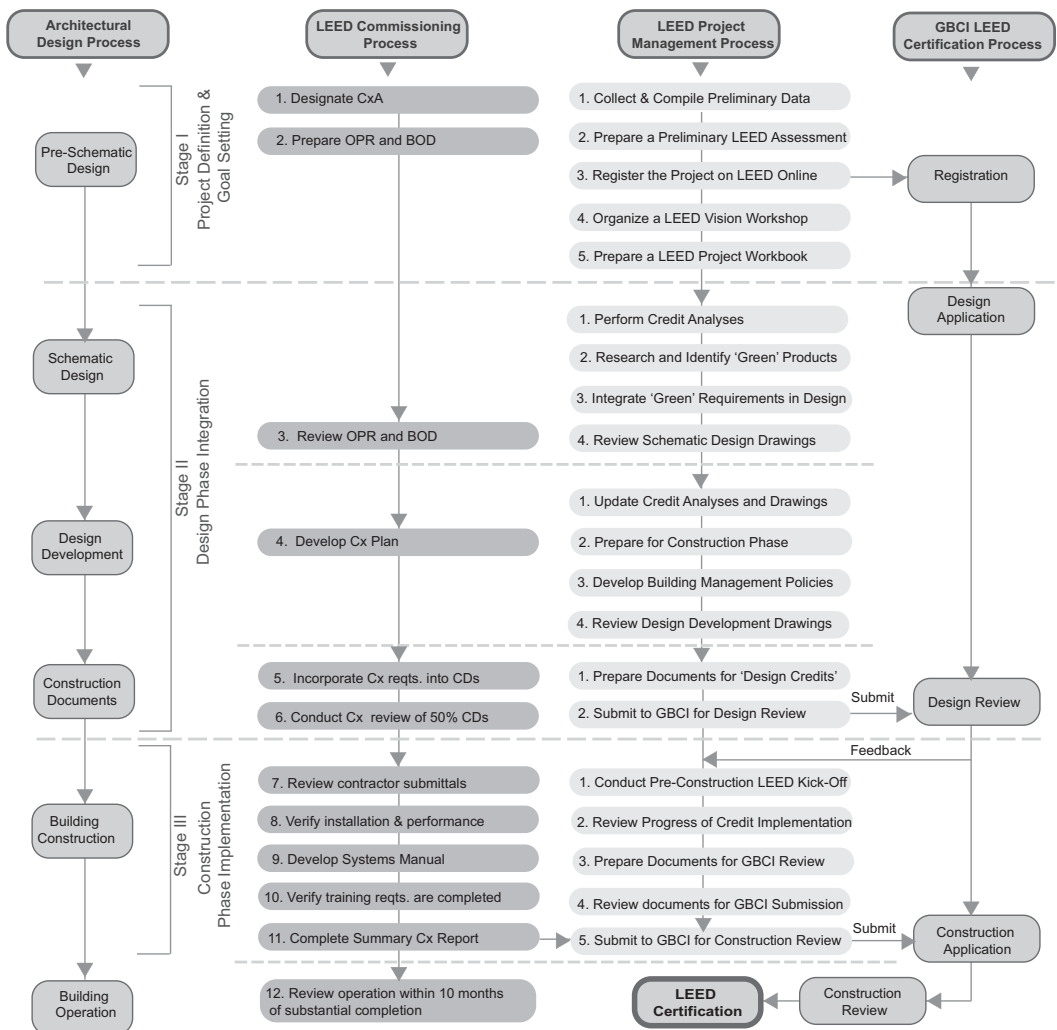 Architectural
Design Process
LEED Commissioning
Process
LEED Project
Management Process
GBCI LEED
Certification Process
Stage I
Project Definition &
Goal Setting
Pre-Schematic
Design
1. Designate CxA
2. Prepare OPR and BOD
1. Collect & Compile Preliminary Data
2. Prepare a Preliminary LEED Assessment
3. Register the Project on LEED Online
4. Organize a LEED Vision Workshop
5. Prepare a LEED Project Workbook
Registration
Design
Application
Stage II
Design Phase Integration
Schematic
Design
3. Review OPR and BOD
1. Perform Credit Analyses
2. Research and Identify ‘Green’ Products
3. Integrate ‘Green’ Requirements in Design
4. Review Schematic Design Drawings
Design
Development
4. Develop Cx Plan
1. Update Credit Analyses and Drawings
2. Prepare for Construction Phase
3. Develop Building Management Policies
4. Review Design Development Drawings
Construction
Documents
5. Incorporate Cx reqts. into CDs
6. Conduct Cx review of 50% CDs
1. Prepare Documents for ‘Design Credits’
2. Submit to GBCI for Design Review
Submit
Design Review
Feedback
Stage III
Construction
Phase Implementation
Building
Construction
7. Review contractor submittals
8. Verify installation & performance
9. Develop Systems Manual
10. Verify training reqts. are completed
11. Complete Summary Cx Report
1. Conduct Pre-Construction LEED Kick-Off
2. Review Progress of Credit Implementation
3. Prepare Documents for GBCI Review
4. Review documents for GBCI Submission
5. Submit to GBCI for Construction Review
Submit
Construction
Application
Building
Operation
12. Review operation within 10 months
of substantial completion
LEED
Certification
Construction
Review